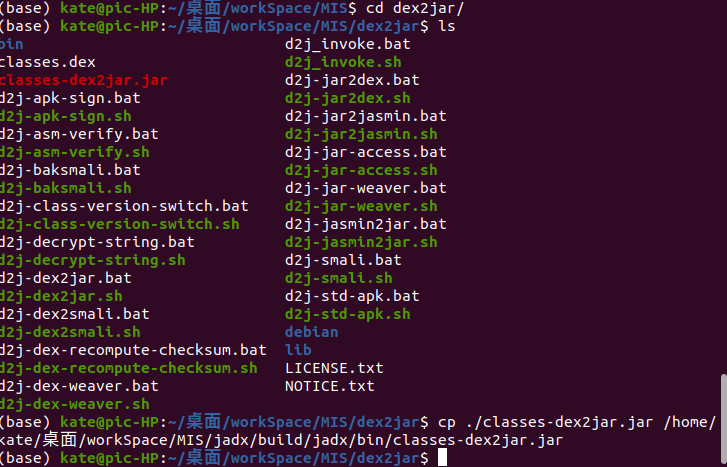 (base) kate@pic-HP:~/桌面/workSpace/MIS$ cd dex2jar/
(base) kate@pic-HP:~/桌面/workSpace/MIS/dex2jar$ ls
bin                            d2j_invoke.bat
classes.dex                    d2j_invoke.sh
classes-dex2jar.jar            d2j-jar2dex.bat
d2j-apk-sign.bat               d2j-jar2dex.sh
d2j-apk-sign.sh                d2j-jar2jasmin.bat
d2j-asm-verify.bat             d2j-jar2jasmin.sh
d2j-asm-verify.sh              d2j-jar-access.bat
d2j-baksmali.bat               d2j-jar-access.sh
d2j-baksmali.sh                d2j-jar-weaver.bat
d2j-class-version-switch.bat   d2j-jar-weaver.sh
d2j-class-version-switch.sh    d2j-jasmin2jar.bat
d2j-decrypt-string.bat         d2j-jasmin2jar.sh
d2j-decrypt-string.sh          d2j-smali.bat
d2j-dex2jar.bat                d2j-smali.sh
d2j-dex2jar.sh                 d2j-std-apk.bat
d2j-dex2smali.bat              d2j-std-apk.sh
d2j-dex2smali.sh               debian
d2j-dex-recompute-checksum.bat lib
d2j-dex-recompute-checksum.sh  LICENSE.txt
d2j-dex-weaver.bat             NOTICE.txt
d2j-dex-weaver.sh
(base) kate@pic-HP:~/桌面/workSpace/MIS/dex2jar$ cp ./classes-dex2jar.jar /home/
kate/桌面/workSpace/MIS/jadx/build/jadx/bin/classes-dex2jar.jar
(base) kate@pic-HP:~/桌面/workSpace/MIS/dex2jar$